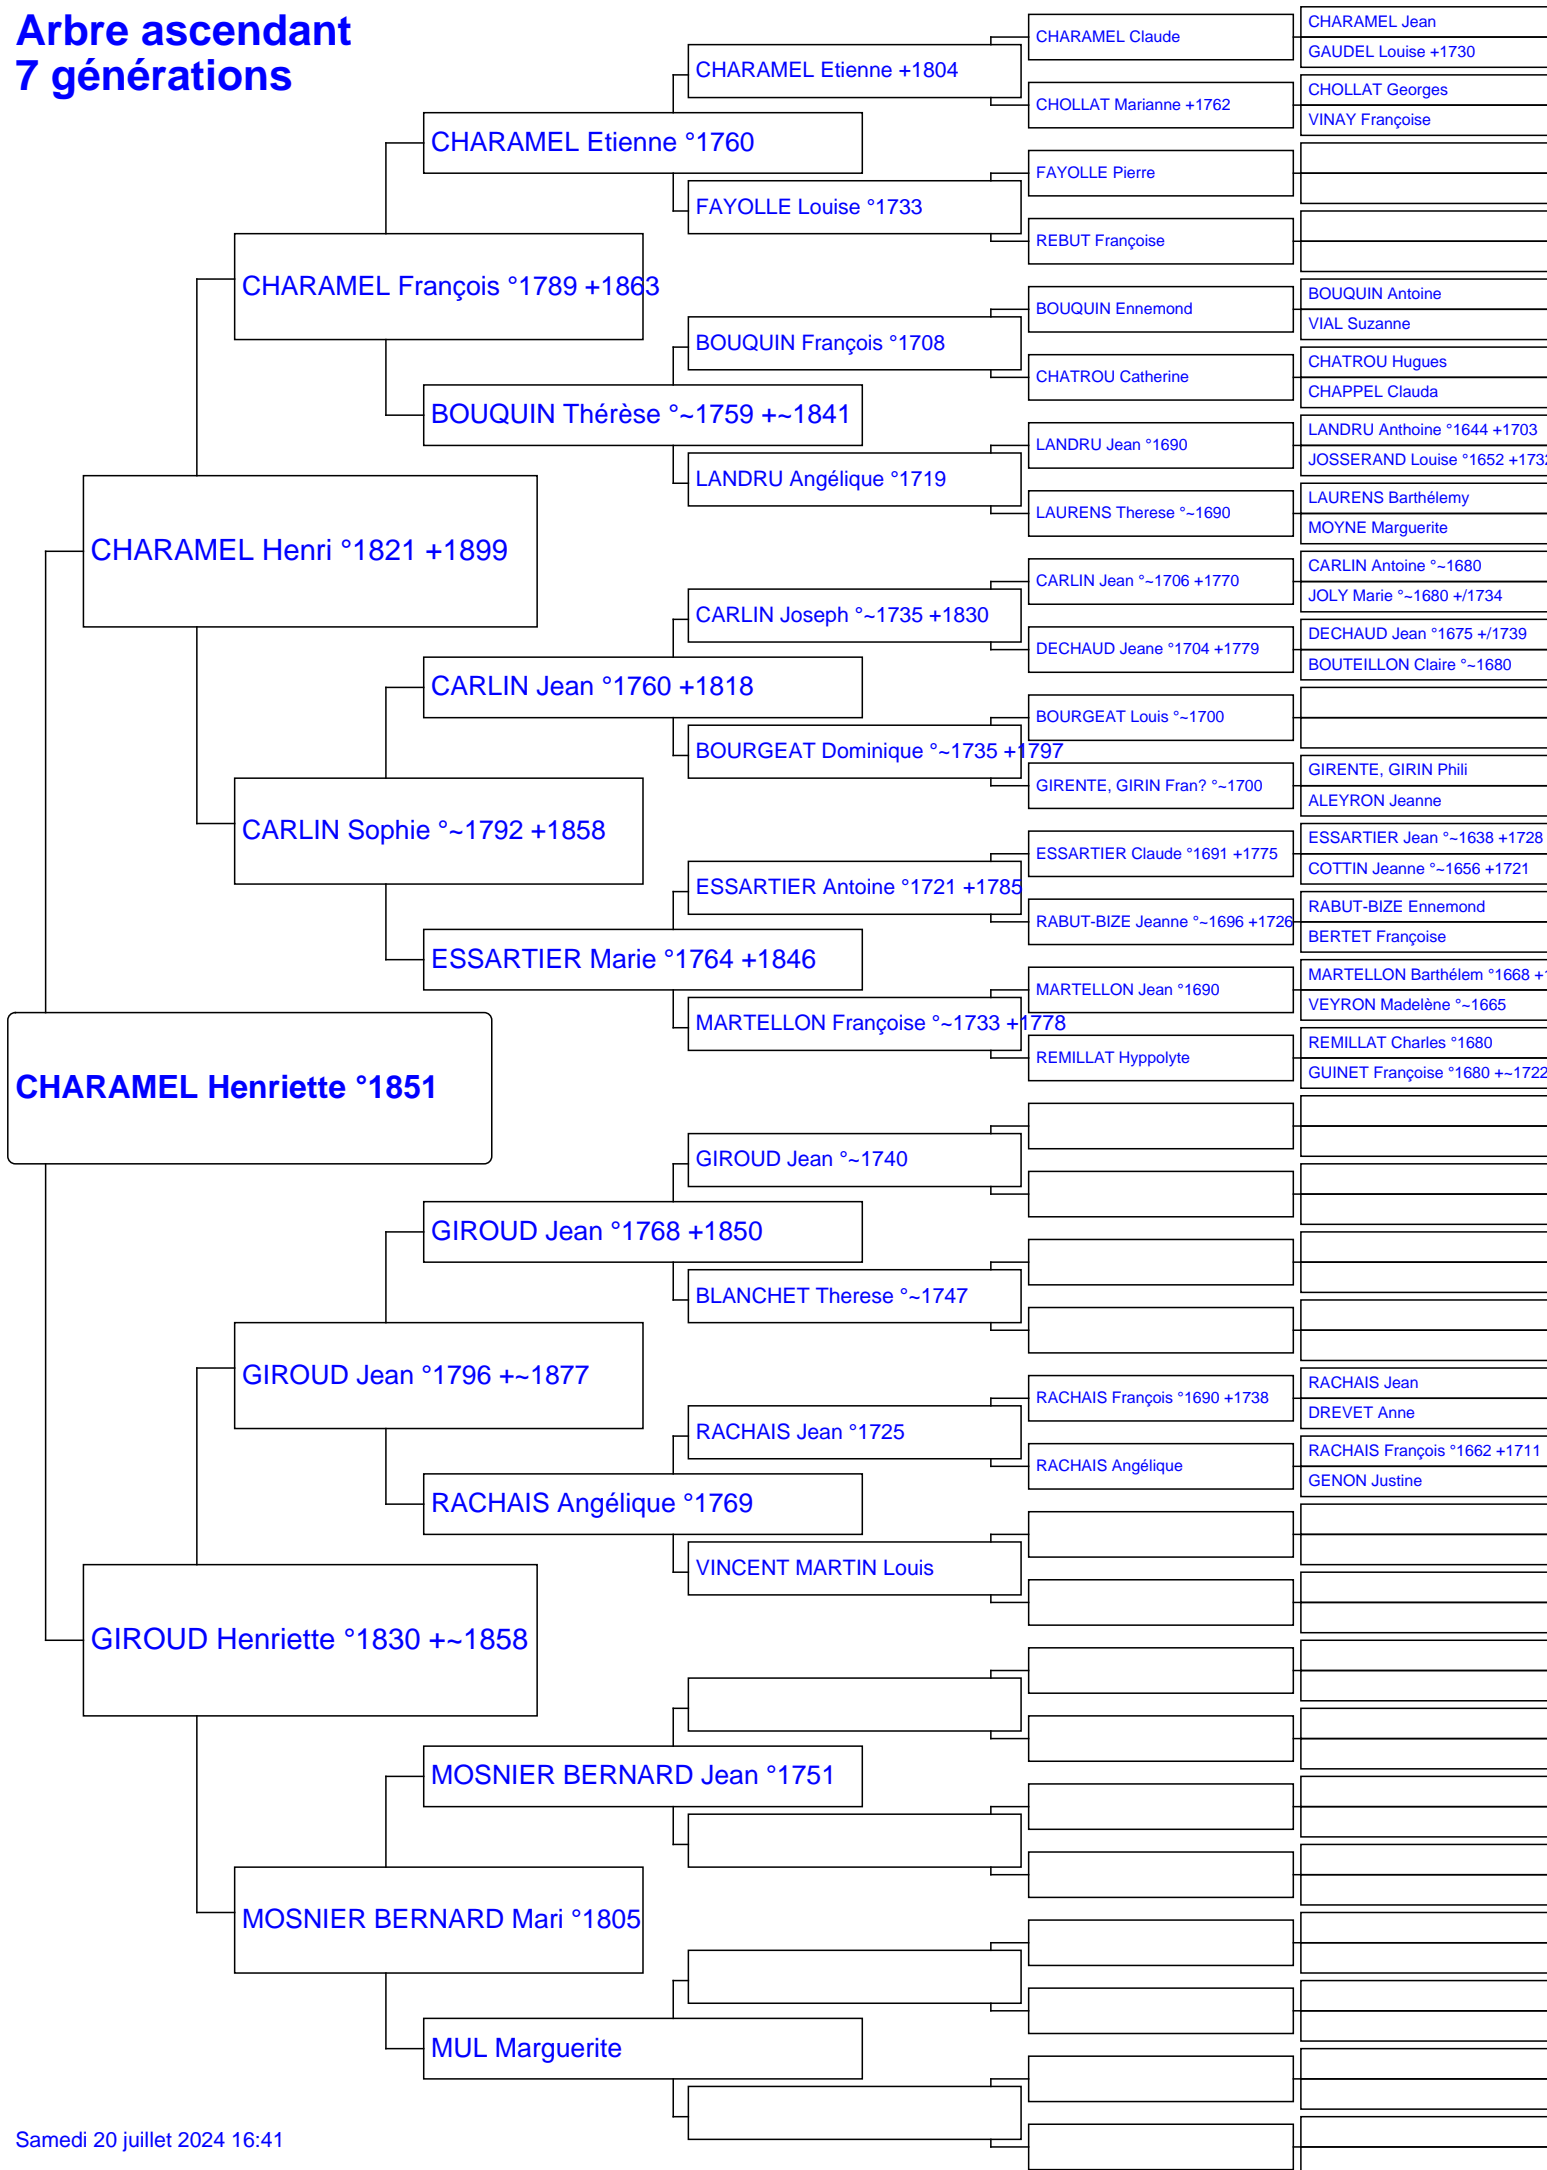 Arbre ascendant
7 générations
CHARAMEL Henriette °1851
CHARAMEL Henri °1821 +1899
GIROUD Henriette °1830 +~1858
CHARAMEL François °1789 +1863
CARLIN Sophie °~1792 +1858
GIROUD Jean °1796 +~1877
MOSNIER BERNARD Mari °1805
CHARAMEL Etienne °1760
BOUQUIN Thérèse °~1759 +~1841
CARLIN Jean °1760 +1818
ESSARTIER Marie °1764 +1846
GIROUD Jean °1768 +1850
RACHAIS Angélique °1769
MOSNIER BERNARD Jean °1751
MUL Marguerite
CHARAMEL Etienne +1804
FAYOLLE Louise °1733
BOUQUIN François °1708
LANDRU Angélique °1719
CARLIN Joseph °~1735 +1830
BOURGEAT Dominique °~1735 +1797
ESSARTIER Antoine °1721 +1785
MARTELLON Françoise °~1733 +1778
GIROUD Jean °~1740
BLANCHET Therese °~1747
RACHAIS Jean °1725
VINCENT MARTIN Louis
CHARAMEL Claude
CHOLLAT Marianne +1762
FAYOLLE Pierre
REBUT Françoise
BOUQUIN Ennemond
CHATROU Catherine
LANDRU Jean °1690
LAURENS Therese °~1690
CARLIN Jean °~1706 +1770
DECHAUD Jeane °1704 +1779
BOURGEAT Louis °~1700
GIRENTE, GIRIN Fran? °~1700
ESSARTIER Claude °1691 +1775
RABUT-BIZE Jeanne °~1696 +1726
MARTELLON Jean °1690
REMILLAT Hyppolyte
RACHAIS François °1690 +1738
RACHAIS Angélique
CHARAMEL Jean
GAUDEL Louise +1730
CHOLLAT Georges
VINAY Françoise
BOUQUIN Antoine
VIAL Suzanne
CHATROU Hugues
CHAPPEL Clauda
LANDRU Anthoine °1644 +1703
JOSSERAND Louise °1652 +1732
LAURENS Barthélemy
MOYNE Marguerite
CARLIN Antoine °~1680
JOLY Marie °~1680 +/1734
DECHAUD Jean °1675 +/1739
BOUTEILLON Claire °~1680
GIRENTE, GIRIN Phili
ALEYRON Jeanne
ESSARTIER Jean °~1638 +1728
COTTIN Jeanne °~1656 +1721
RABUT-BIZE Ennemond
BERTET Françoise
MARTELLON Barthélem °1668 +1
VEYRON Madelène °~1665
REMILLAT Charles °1680
GUINET Françoise °1680 +~1722
RACHAIS Jean
DREVET Anne
RACHAIS François °1662 +1711
GENON Justine
Samedi 20 juillet 2024 16:41